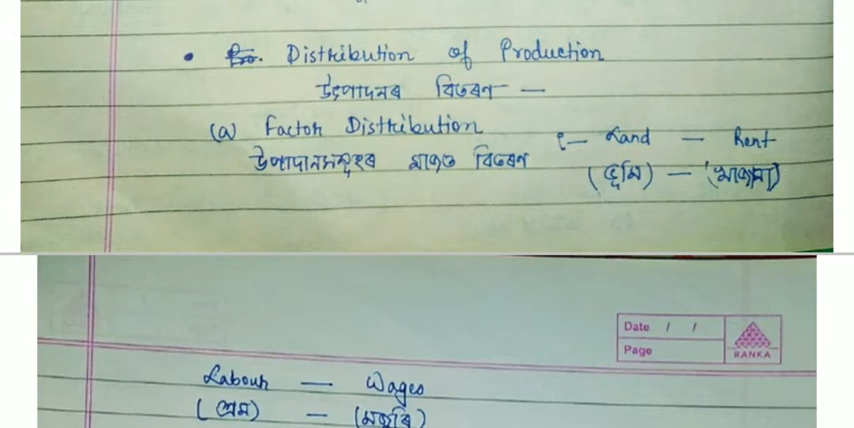 • Distribution of Production
উৎপাদনৰ বিতৰণ —
(a) Factor Distribution
উপাদানসমূহৰ মাজত বিতৰণ
Land — Rent
(ভূমি) — (খাজনা)
Date / /
Page
RANKA
Labour — Wages
(শ্ৰম) — (মজুৰি)